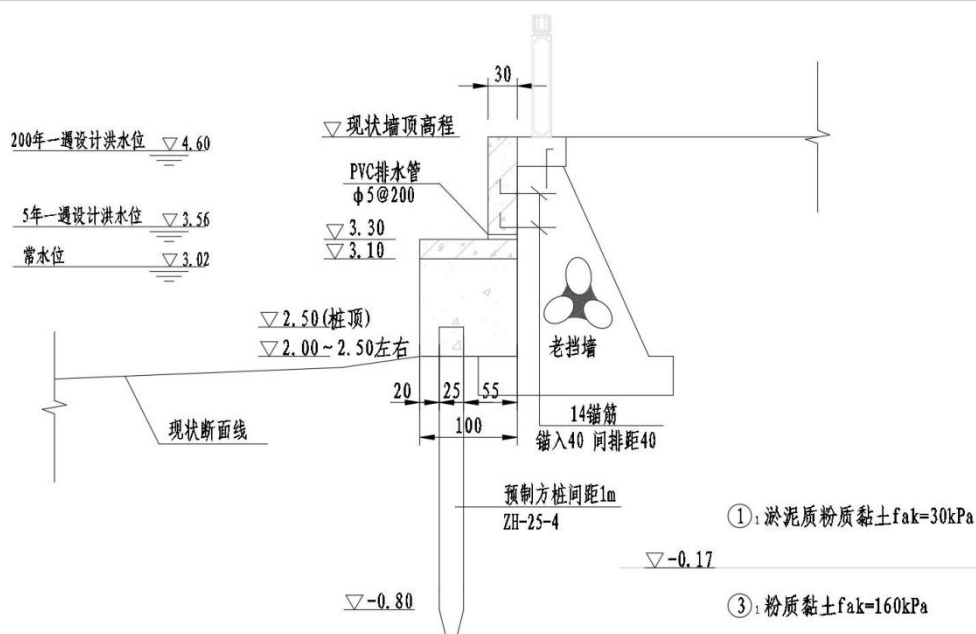 30
▽现状墙顶高程
200年一遇设计洪水位 ▽4.60
PVC排水管
φ5@200
5年一遇设计洪水位 ▽3.56
▽3.30
常水位 ▽3.02
▽3.10
▽2.50(桩顶)
▽2.00~2.50左右
老挡墙
20 25 55
100
14锚筋
锚入40 间排距40
现状断面线
预制方桩间距1m
ZH-25-4
①₁淤泥质粉质黏土fak=30kPa
▽-0.17
▽-0.80
③₁粉质黏土fak=160kPa